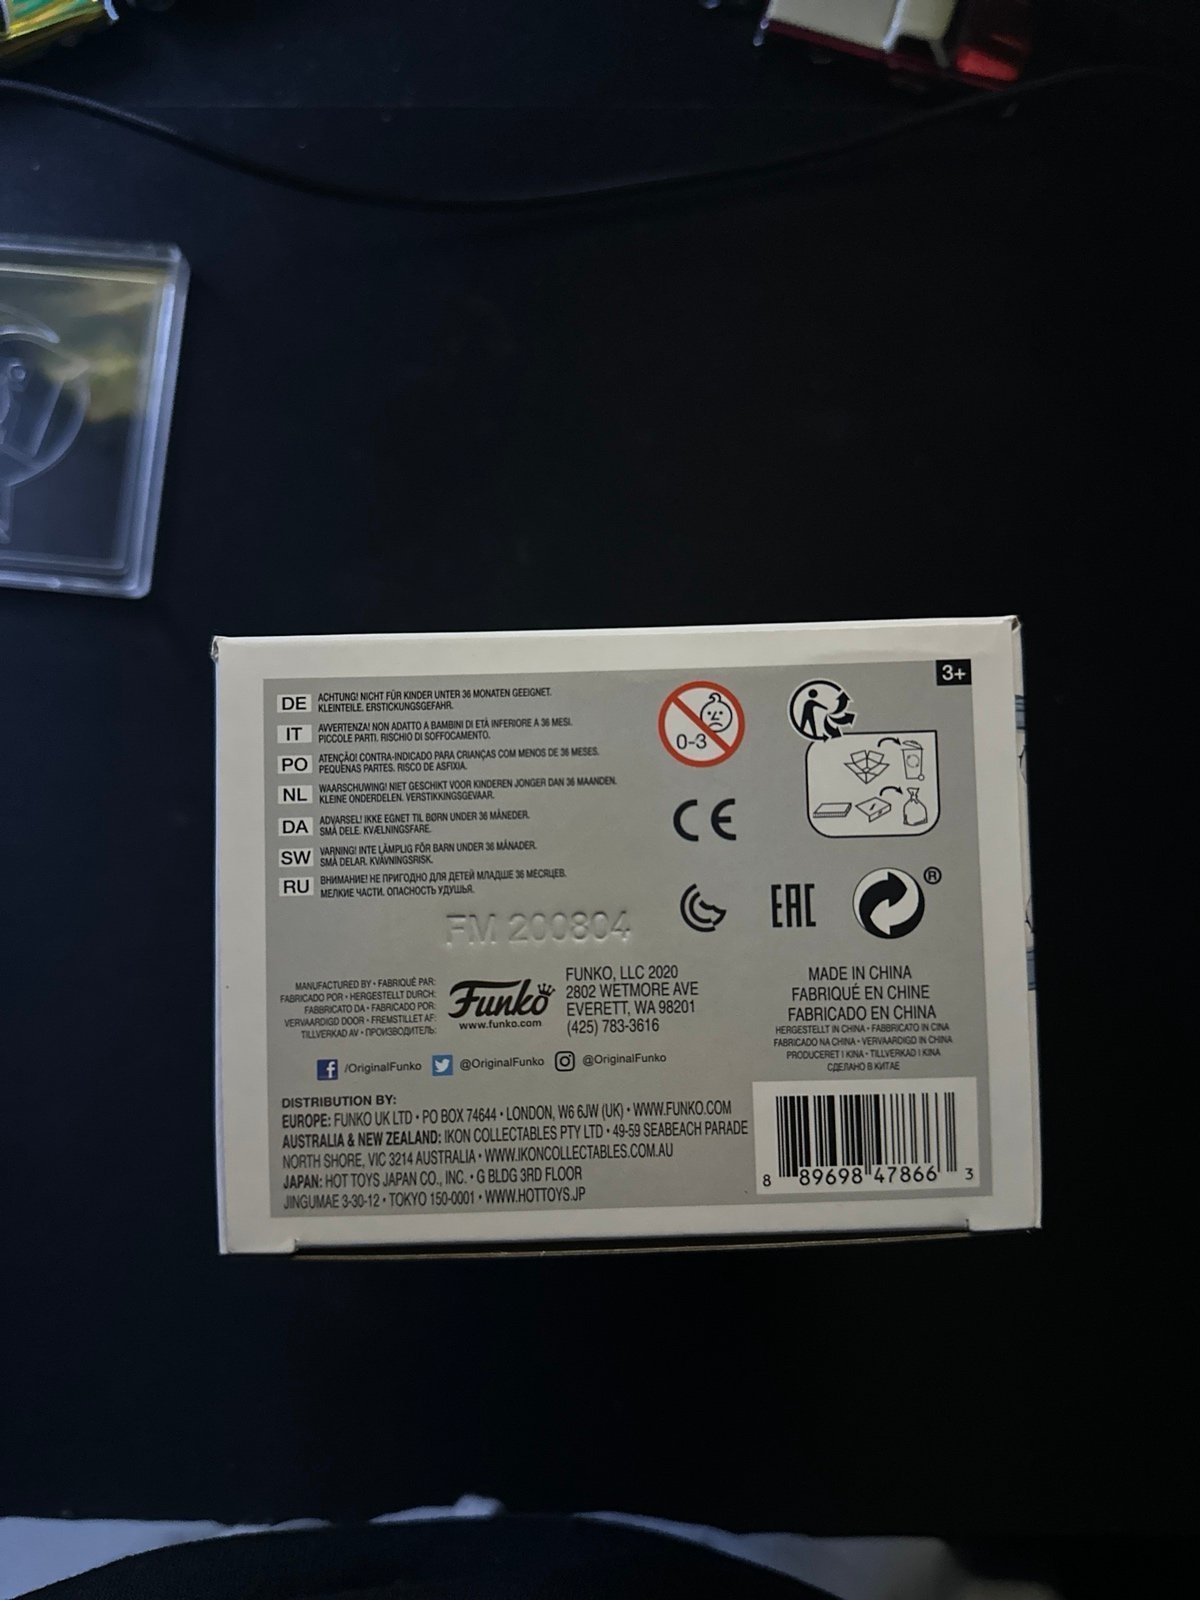 3+
DE ACHTUNG! NICHT FÜR KINDER UNTER 36 MONATEN GEEIGNET.
KLEINTEILE. ERSTICKUNGSGEFAHR.
IT AVVERTENZA! NON ADATTO A BAMBINI DI ETÀ INFERIORE A 36 MESI.
PICCOLE PARTI. RISCHIO DI SOFFOCAMENTO.
PO ATENÇÃO! CONTRA-INDICADO PARA CRIANÇAS COM MENOS DE 36 MESES.
PEQUENAS PARTES. RISCO DE ASFIXIA.
NL WAARSCHUWING! NIET GESCHIKT VOOR KINDEREN JONGER DAN 36 MAANDEN.
KLEINE ONDERDELEN. VERSTIKKINGSGEVAAR.
DA ADVARSEL! IKKE EGNET TIL BØRN UNDER 36 MÅNEDER.
SMÅ DELE. KVÆLNINGSFARE.
SW VARNING! INTE LÄMPLIG FÖR BARN UNDER 36 MÅNADER.
SMÅ DELAR. KVÄVNINGSRISK.
RU ВНИМАНИЕ! НЕ ПРИГОДНО ДЛЯ ДЕТЕЙ МЛАДШЕ 36 МЕСЯЦЕВ.
МЕЛКИЕ ЧАСТИ. ОПАСНОСТЬ УДУШЬЯ.
0-3
CE
EAC
®
FM 200804
MANUFACTURED BY • FABRIQUÉ PAR:
FABRICADO POR • HERGESTELLT DURCH:
FABBRICATO DA • FABRICADO POR:
VERVAARDIGD DOOR • FREMSTILLET AF:
TILLVERKAD AV • ПРОИЗВОДИТЕЛЬ:
Funko
www.funko.com
FUNKO, LLC 2020
2802 WETMORE AVE
EVERETT, WA 98201
(425) 783-3616
MADE IN CHINA
FABRIQUÉ EN CHINE
FABRICADO EN CHINA
HERGESTELLT IN CHINA • FABBRICATO IN CINA
FABRICADO NA CHINA • VERVAARDIGD IN CHINA
PRODUCERET I KINA • TILLVERKAD I KINA
СДЕЛАНО В КИТАЕ
/OriginalFunko @OriginalFunko @OriginalFunko
DISTRIBUTION BY:
EUROPE: FUNKO UK LTD • PO BOX 74644 • LONDON, W6 6JW (UK) • WWW.FUNKO.COM
AUSTRALIA & NEW ZEALAND: IKON COLLECTABLES PTY LTD • 49-59 SEABEACH PARADE
NORTH SHORE, VIC 3214 AUSTRALIA • WWW.IKONCOLLECTABLES.COM.AU
JAPAN: HOT TOYS JAPAN CO., INC. • G BLDG 3RD FLOOR
JINGUMAE 3-30-12 • TOKYO 150-0001 • WWW.HOTTOYS.JP
8 89698 47866 3